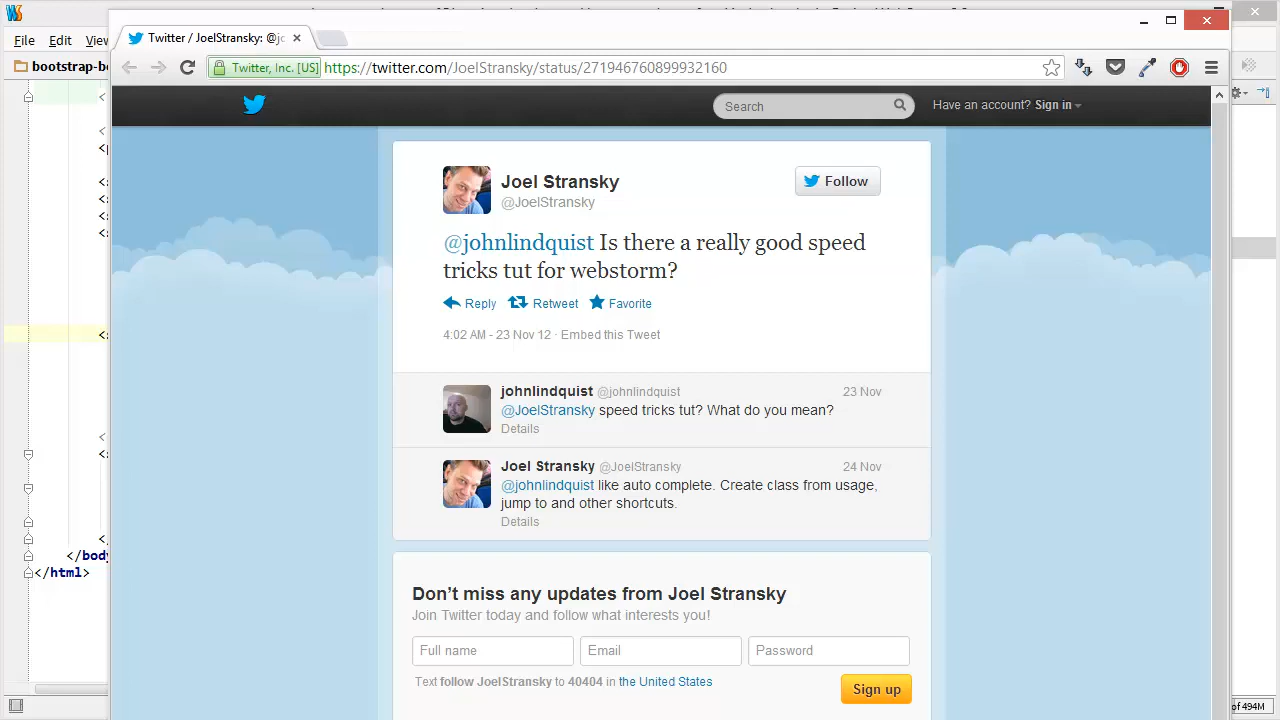 Twitter / JoelStransky: @jc
File Edit View
bootstrap-b
Twitter, Inc. [US] https://twitter.com/JoelStransky/status/271946760899932160
Search
Have an account? Sign in
Joel Stransky
@JoelStransky
Follow
@johnlindquist Is there a really good speed
tricks tut for webstorm?
Reply Retweet Favorite
4:02 AM - 23 Nov 12 · Embed this Tweet
johnlindquist @johnlindquist 23 Nov
@JoelStransky speed tricks tut? What do you mean?
Details
Joel Stransky @JoelStransky 24 Nov
@johnlindquist like auto complete. Create class from usage,
jump to and other shortcuts.
Details
</body
</html>
Don't miss any updates from Joel Stransky
Join Twitter today and follow what interests you!
Full name Email Password
Text follow JoelStransky to 40404 in the United States
Sign up
of 494M